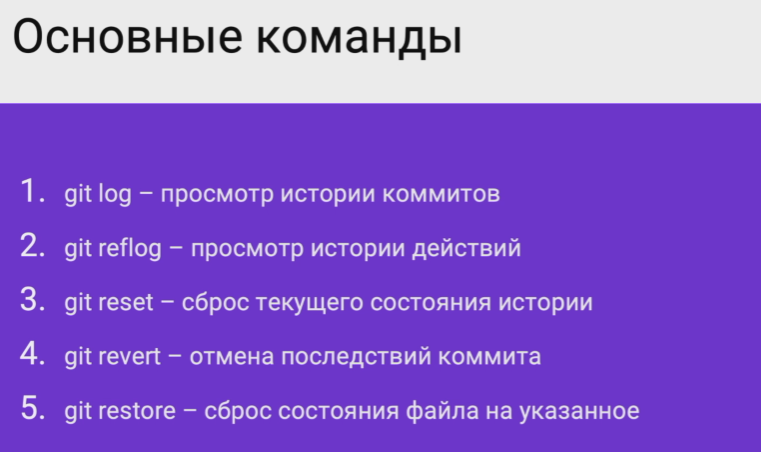 Основные команды
1. git log – просмотр истории коммитов
2. git reflog – просмотр истории действий
3. git reset – сброс текущего состояния истории
4. git revert – отмена последствий коммита
5. git restore – сброс состояния файла на указанное